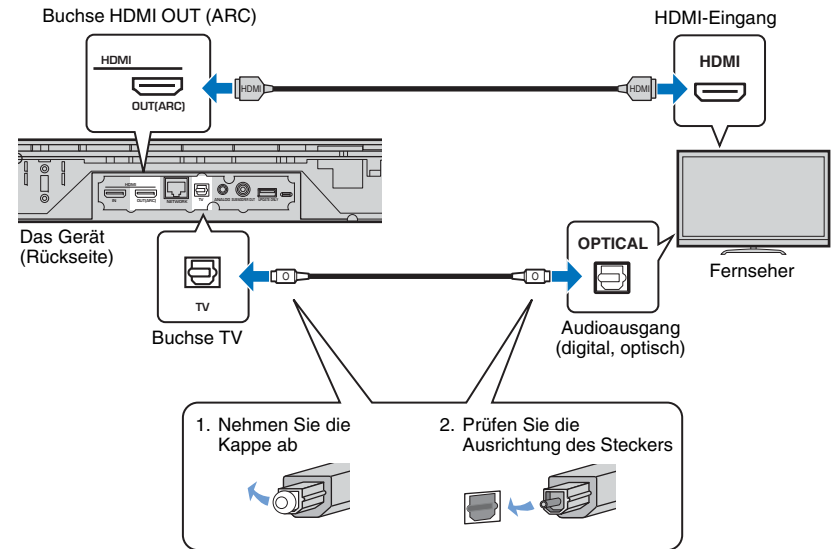 Buchse HDMI OUT (ARC)
HDMI-Eingang
HDMI
OUT(ARC)
HDMI
HDMI
HDMI
HDMI
IN
OUT(ARC)
NETWORK
TV
ANALOG
SUBWOOFER OUT
UPDATE ONLY
Das Gerät
(Rückseite)
TV
Buchse TV
OPTICAL
Fernseher
Audioausgang
(digital, optisch)
1. Nehmen Sie die
Kappe ab
2. Prüfen Sie die
Ausrichtung des Steckers